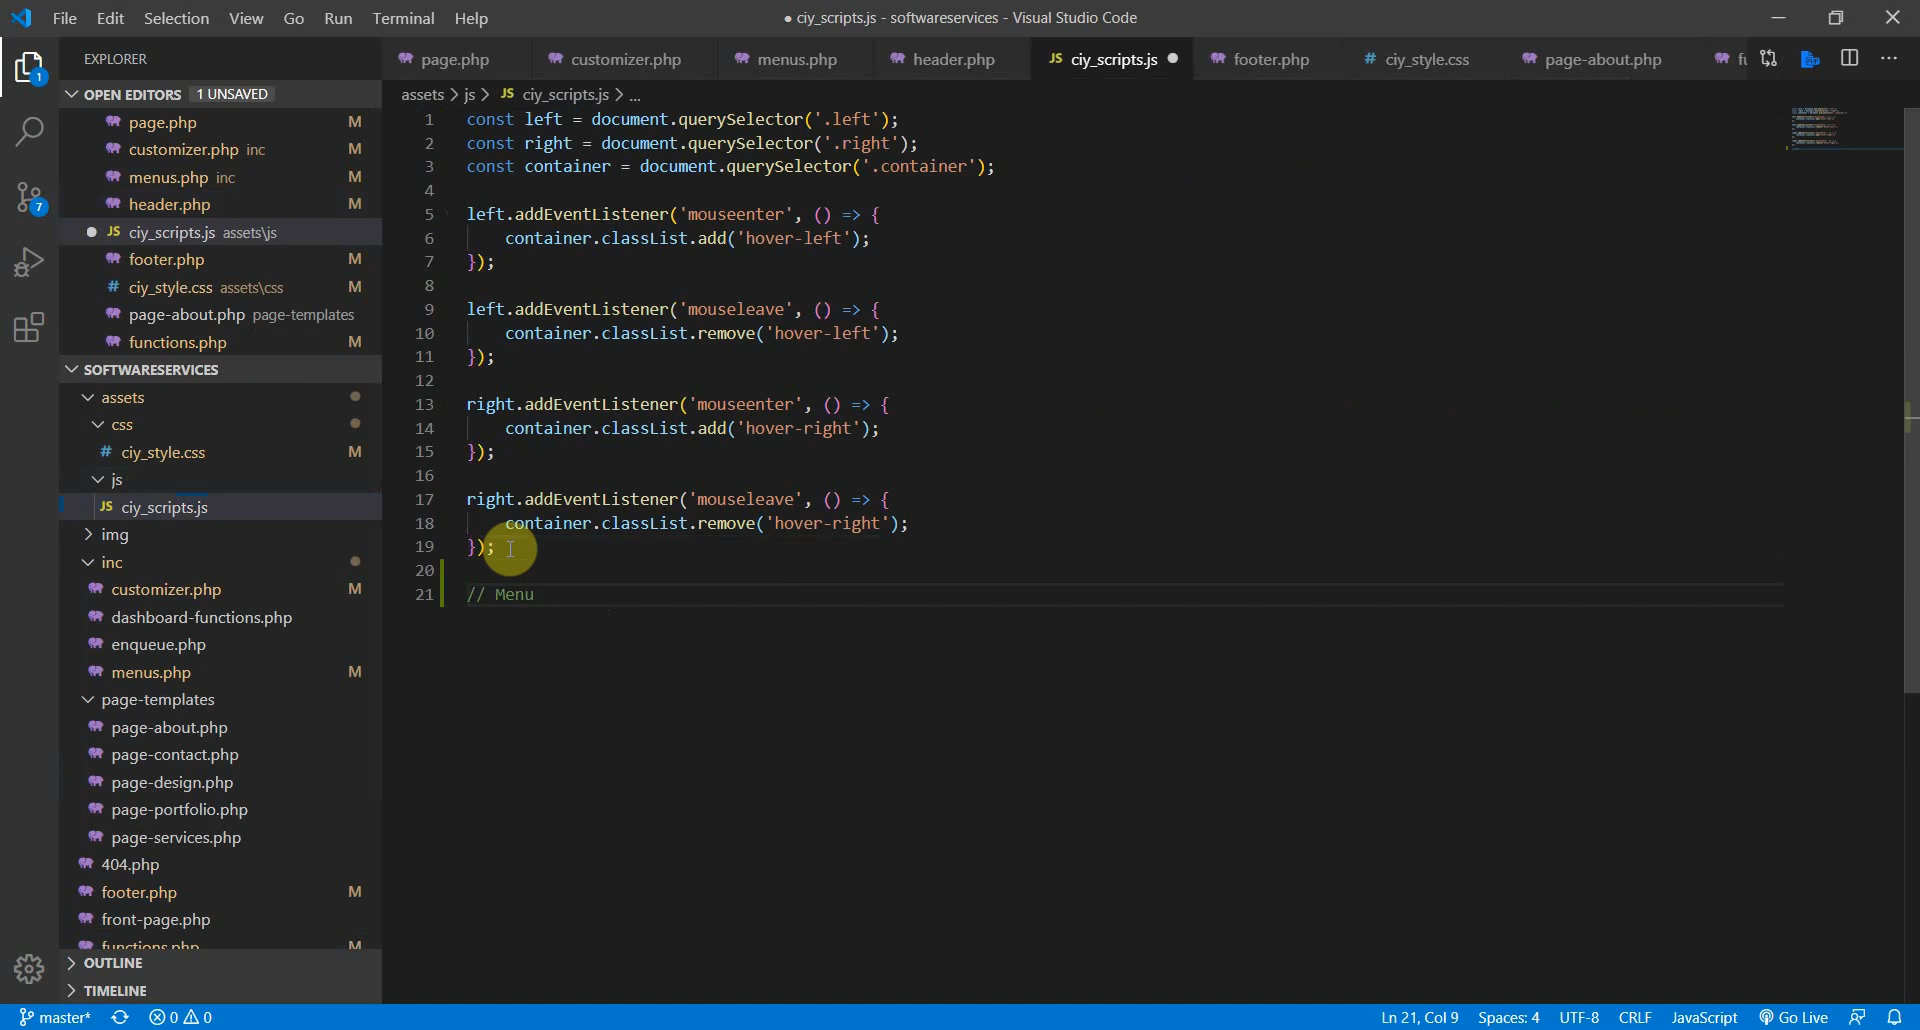 File Edit Selection View Go Run Terminal Help
● ciy_scripts.js - softwareservices - Visual Studio Code
EXPLORER
OPEN EDITORS 1 UNSAVED
page.php M
customizer.php inc M
menus.php inc M
header.php M
ciy_scripts.js assets\js
footer.php M
ciy_style.css assets\css M
page-about.php page-templates
functions.php M
SOFTWARESERVICES
assets
css
ciy_style.css M
js
ciy_scripts.js
img
inc
customizer.php M
dashboard-functions.php
enqueue.php
menus.php M
page-templates
page-about.php
page-contact.php
page-design.php
page-portfolio.php
page-services.php
404.php
footer.php M
front-page.php
functions.php M
OUTLINE
TIMELINE
1
7
page.php customizer.php menus.php header.php JS ciy_scripts.js footer.php # ciy_style.css page-about.php fu
assets > js > JS ciy_scripts.js > ...
1 const left = document.querySelector('.left');
2 const right = document.querySelector('.right');
3 const container = document.querySelector('.container');
4
5 left.addEventListener('mouseenter', () => {
6 container.classList.add('hover-left');
7 });
8
9 left.addEventListener('mouseleave', () => {
10 container.classList.remove('hover-left');
11 });
12
13 right.addEventListener('mouseenter', () => {
14 container.classList.add('hover-right');
15 });
16
17 right.addEventListener('mouseleave', () => {
18 container.classList.remove('hover-right');
19 });
20
21 // Menu
master* 0 0 Ln 21, Col 9 Spaces: 4 UTF-8 CRLF JavaScript Go Live